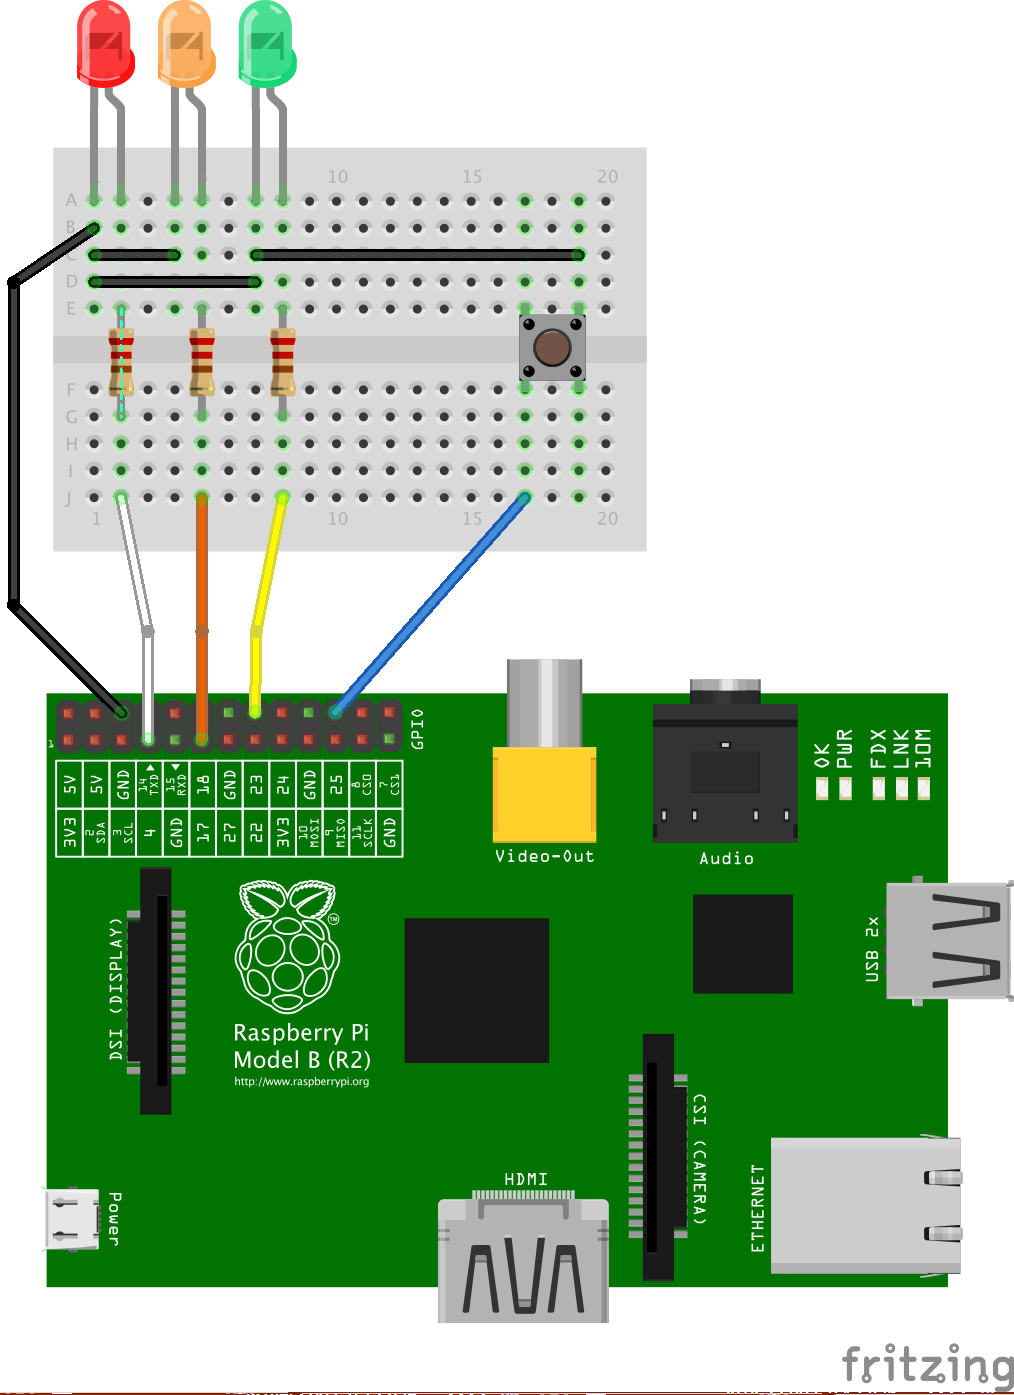 10 15 20
A
B
C
D
E
F
G
H
I
J
1 10 15 20
GPIO
1
5V 5V GND 14 TXD 15 RXD 18 GND 23 24 GND 25 8 CS0 7 CS1
3V3 2 SDA 3 SCL 4 GND 17 27 22 3V3 10 MOSI 9 MISO 11 SCLK GND
Video-Out
Audio
OK
PWR
FDX
LNK
10M
USB 2x
DSI (DISPLAY)
TM
Raspberry Pi
Model B (R2)
http://www.raspberrypi.org
CSI (CAMERA)
ETHERNET
HDMI
Power
fritzing